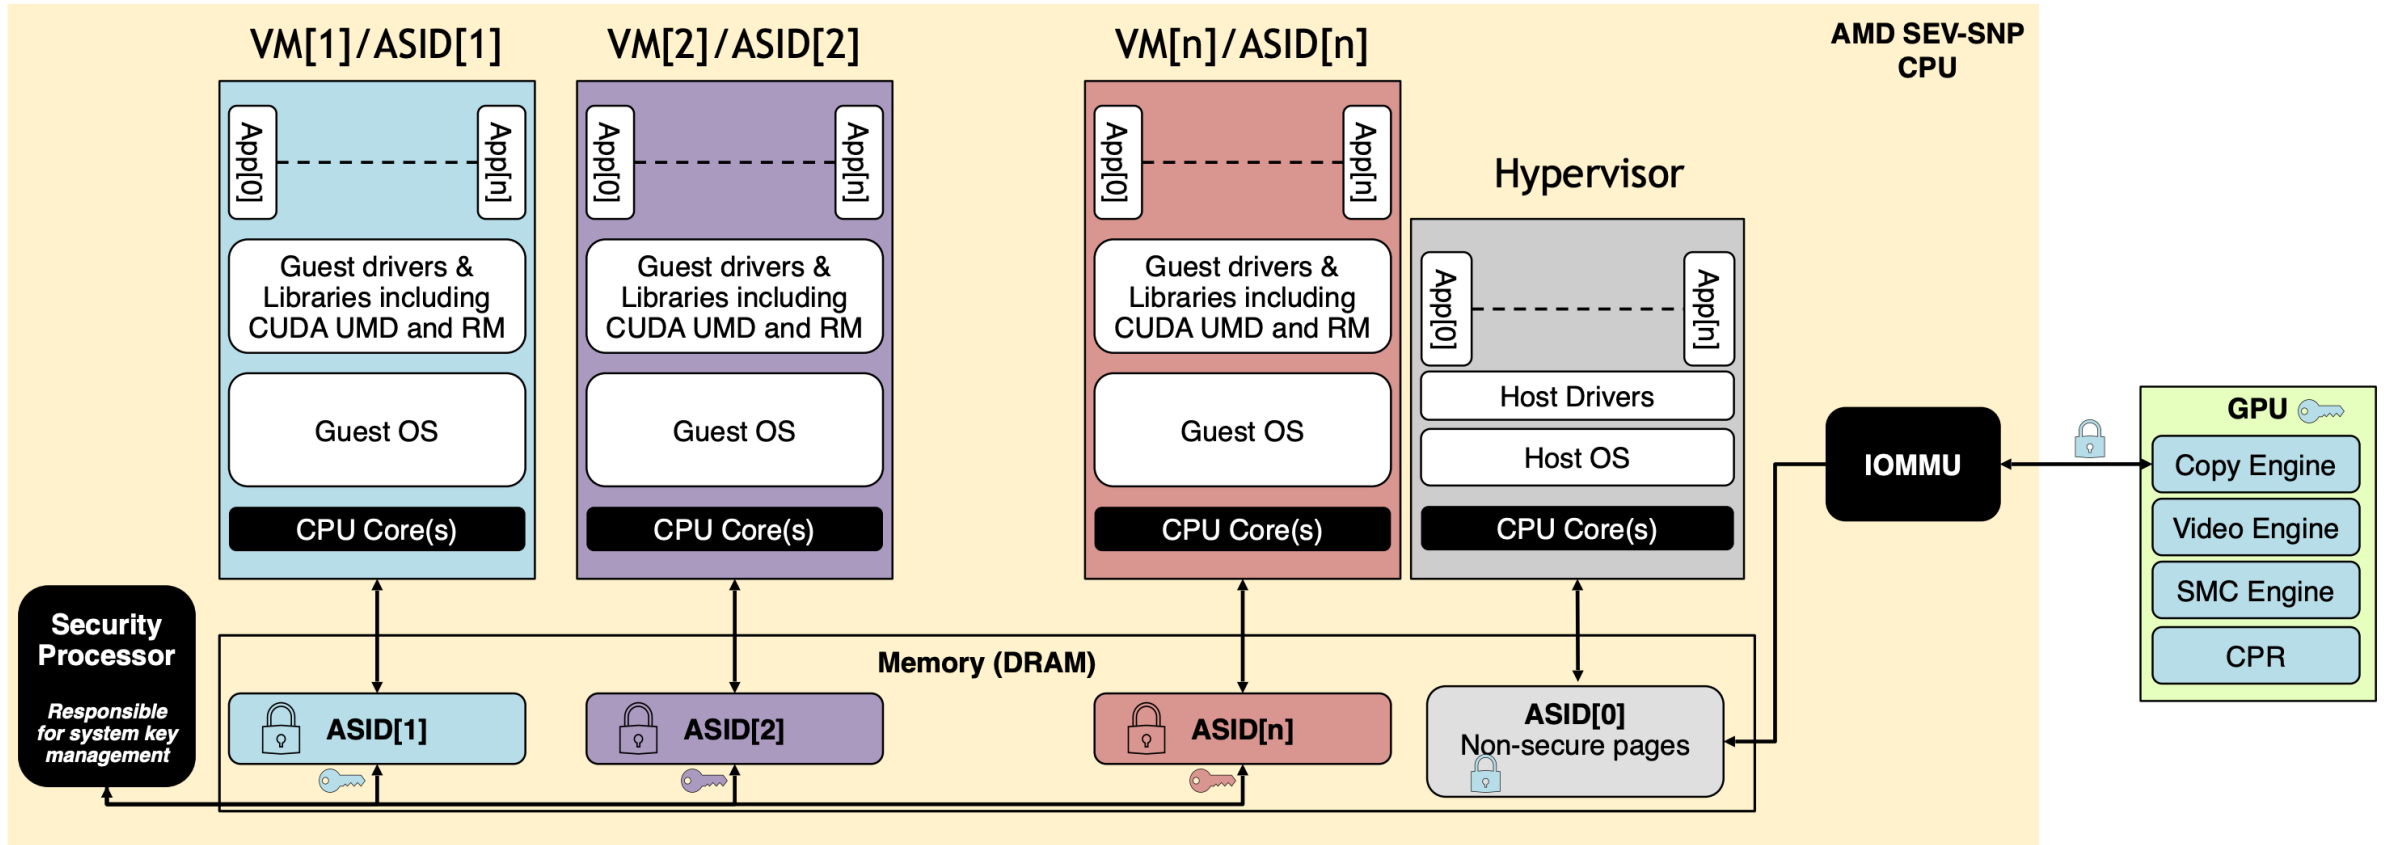 VM[1]/ASID[1]
VM[2]/ASID[2]
VM[n]/ASID[n]
AMD SEV-SNP
CPU
App[0]
App[n]
App[0]
App[n]
App[0]
App[n]
Hypervisor
Guest drivers &
Libraries including
CUDA UMD and RM
Guest drivers &
Libraries including
CUDA UMD and RM
Guest drivers &
Libraries including
CUDA UMD and RM
App[0]
App[n]
Guest OS
Guest OS
Guest OS
Host Drivers
Host OS
CPU Core(s)
CPU Core(s)
CPU Core(s)
CPU Core(s)
IOMMU
GPU
Copy Engine
Video Engine
SMC Engine
CPR
Security
Processor
Responsible
for system key
management
Memory (DRAM)
ASID[1]
ASID[2]
ASID[n]
ASID[0]
Non-secure pages